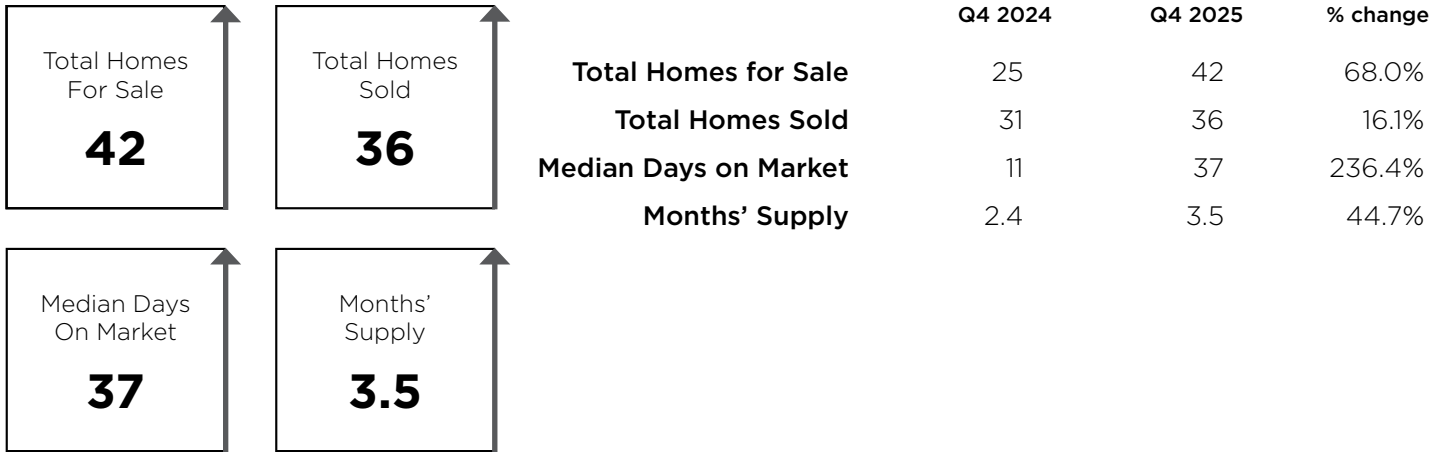 Total Homes
For Sale
42
Total Homes
Sold
36
Median Days
On Market
37
Months’
Supply
3.5
Q4 2024 Q4 2025 % change
Total Homes for Sale 25 42 68.0%
Total Homes Sold 31 36 16.1%
Median Days on Market 11 37 236.4%
Months’ Supply 2.4 3.5 44.7%